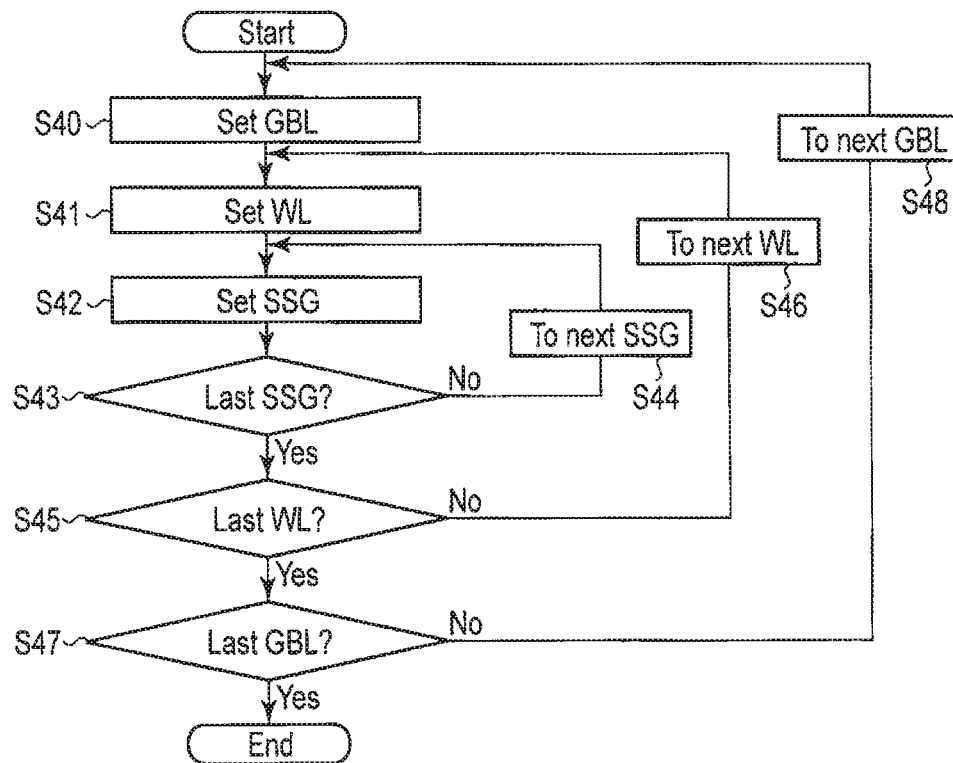 Start
S40
Set GBL
To next GBL
S48
S41
Set WL
To next WL
S46
S42
Set SSG
To next SSG
S44
S43
Last SSG?
No
Yes
S45
Last WL?
No
Yes
S47
Last GBL?
No
Yes
End